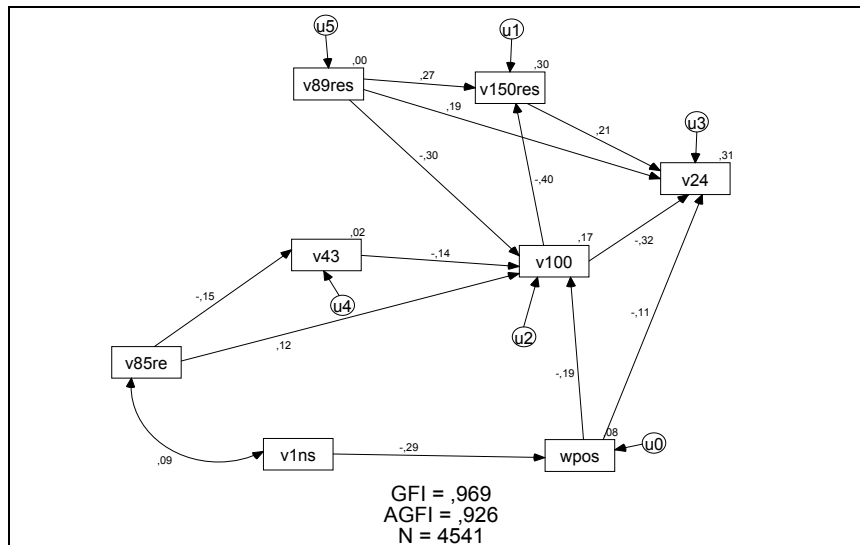 u5
u1
,00
,30
v89res
,27
v150res
,19
,21
u3
,31
v24
-,30
-,40
,02
,17
v43
-,14
v100
-,32
-,15
u4
,12
u2
-,11
v85re
-,19
,09
v1ns
-,29
wpos
,08
u0
GFI = ,969
AGFI = ,926
N = 4541